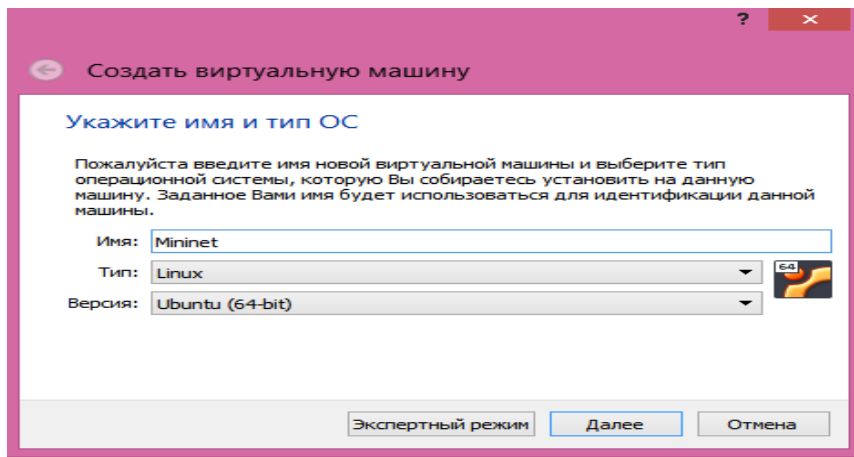 ?
Создать виртуальную машину
Укажите имя и тип ОС
Пожалуйста введите имя новой виртуальной машины и выберите тип
операционной системы, которую Вы собираетесь установить на данную
машину. Заданное Вами имя будет использоваться для идентификации данной
машины.
Имя: Mininet
Тип: Linux
64
Версия: Ubuntu (64-bit)
Экспертный режим Далее Отмена